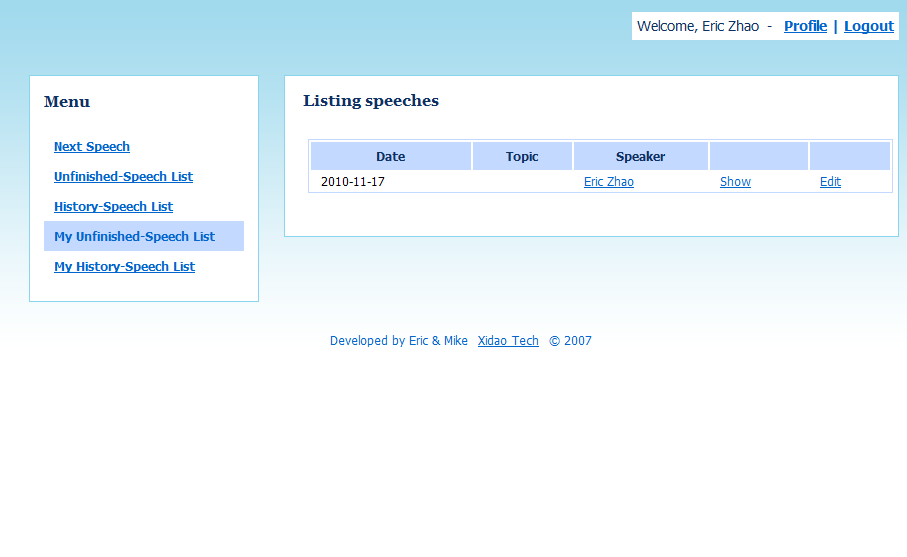 Welcome, Eric Zhao - Profile | Logout
Menu
Next Speech
Unfinished-Speech List
History-Speech List
My Unfinished-Speech List
My History-Speech List
Listing speeches
Date Topic Speaker
2010-11-17 Eric Zhao Show Edit
Developed by Eric & Mike Xidao Tech © 2007